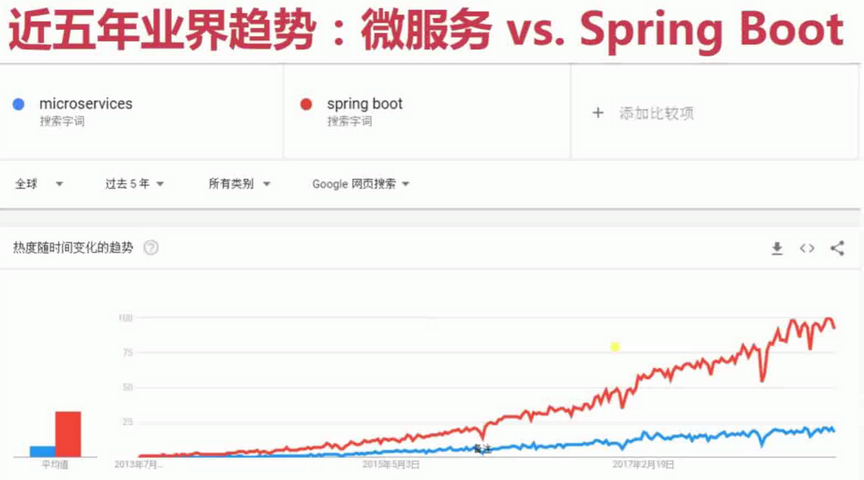 近五年业界趋势：微服务 vs. Spring Boot
microservices
搜索字词
spring boot
搜索字词
+ 添加比较项
全球
过去 5 年
所有类别
Google 网页搜索
热度随时间变化的趋势 ?
100
75
50
25
备注
平均值
2013年7月…
2015年5月3日
2017年2月19日